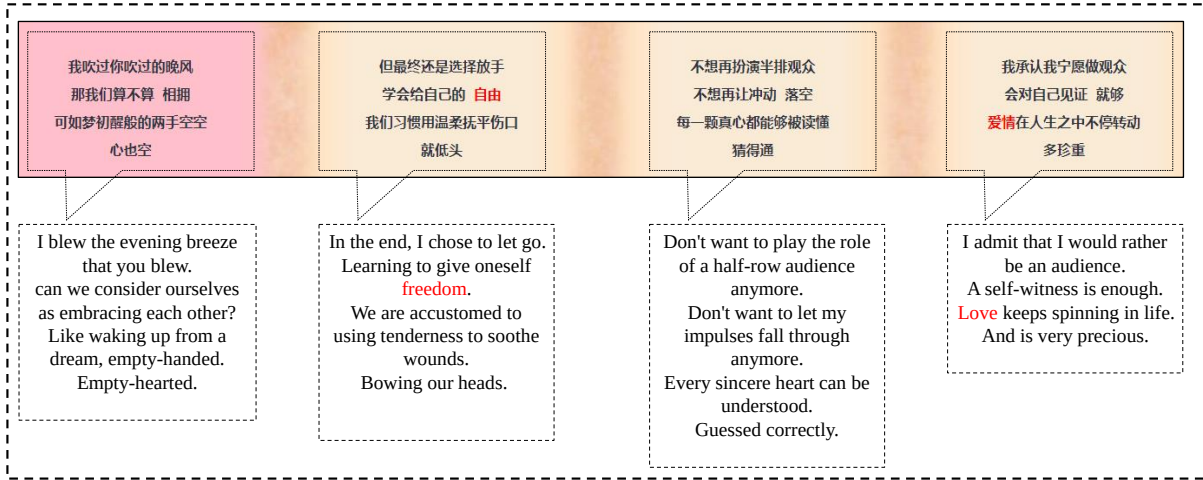 我吹过你吹过的晚风
那我们算不算 相拥
可如梦初醒般的两手空空
心也空
但最终还是选择放手
学会给自己的 自由
我们习惯用温柔抚平伤口
就低头
不想再扮演半排观众
不想再让冲动 落空
每一颗真心都能够被读懂
猜得通
我承认我宁愿做观众
会对自己见证 就够
爱情在人生之中不停转动
多珍重
I blew the evening breeze
that you blew.
can we consider ourselves
as embracing each other?
Like waking up from a
dream, empty-handed.
Empty-hearted.
In the end, I chose to let go.
Learning to give oneself
freedom.
We are accustomed to
using tenderness to soothe
wounds.
Bowing our heads.
Don't want to play the role
of a half-row audience
anymore.
Don't want to let my
impulses fall through
anymore.
Every sincere heart can be
understood.
Guessed correctly.
I admit that I would rather
be an audience.
A self-witness is enough.
Love keeps spinning in life.
And is very precious.